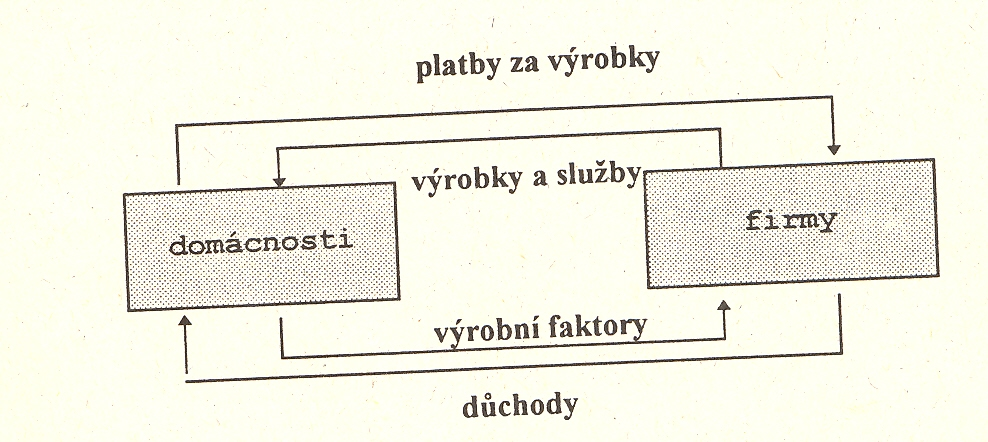 platby za výrobky
výrobky a služby
domácnosti
firmy
výrobní faktory
důchody